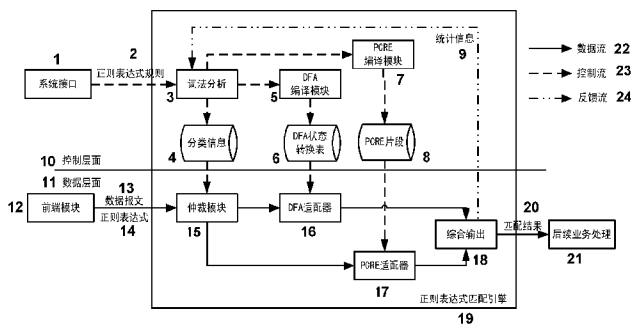 1
系统接口
2
正则表达式规则
3
词法分析
统计信息
9
PCRE
编译模块
7
5
DFA
编译模块
4
分类信息
6
DFA状态
转换表
PCRE片段
8
数据流
22
控制流
23
反馈流
24
10 控制层面
11 数据层面
12
前端模块
13
数据报文
正则表达式
14
仲裁模块
15
DFA适配器
16
PCRE适配器
17
综合输出
18
20
匹配结果
后续业务处理
21
正则表达式匹配引擎
19